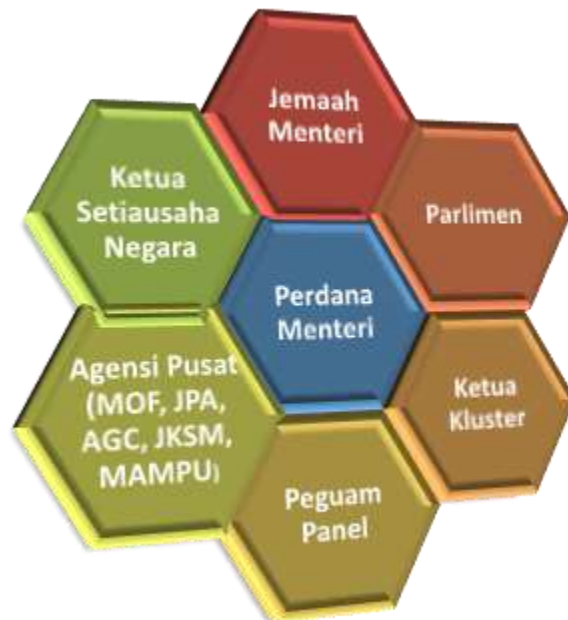 Jemaah
Menteri
Ketua
Setiausaha
Negara
Parlimen
Perdana
Menteri
Agensi Pusat
(MOF, JPA,
AGC, JKSM,
MAMPU)
Ketua
Kluster
Peguam
Panel